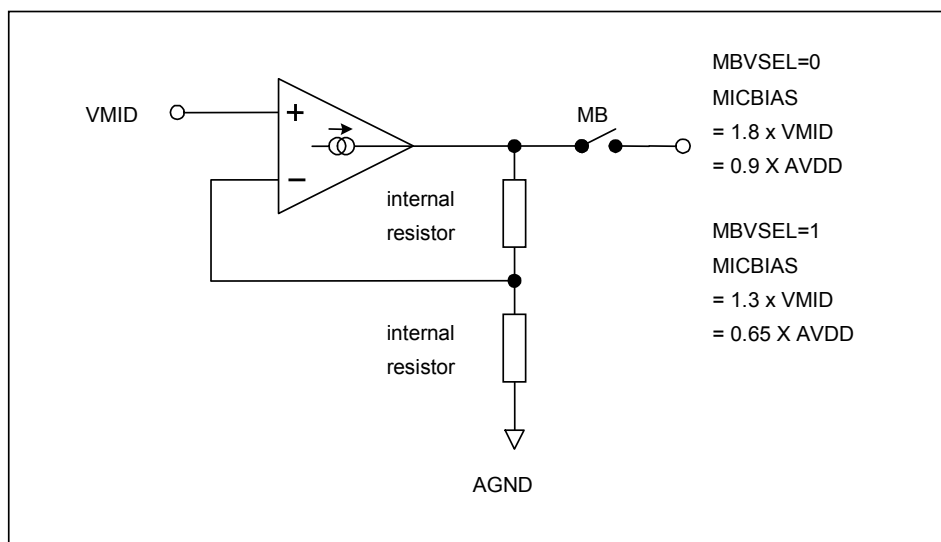 MBVSEL=0
MICBIAS
= 1.8 x VMID
= 0.9 X AVDD
VMID
+
−
MB
internal
resistor
MBVSEL=1
MICBIAS
= 1.3 x VMID
= 0.65 X AVDD
internal
resistor
AGND